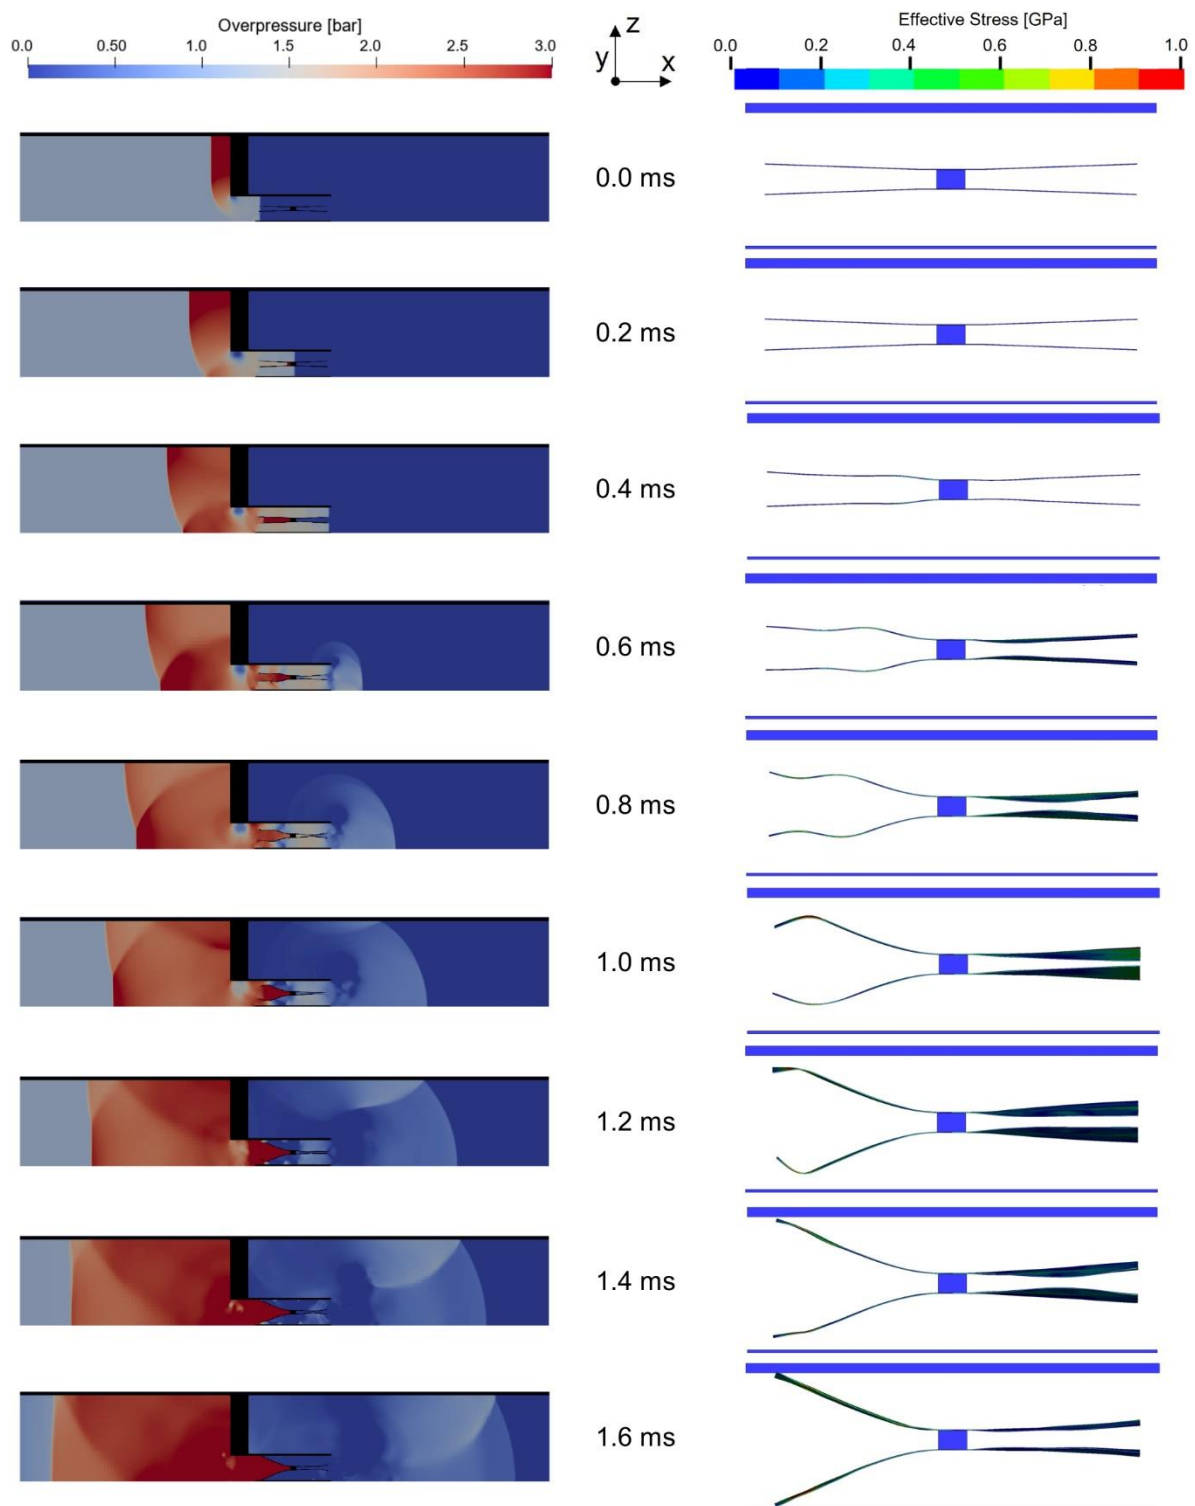 Overpressure [bar]
0.0 0.50 1.0 1.5 2.0 2.5 3.0
z
y x
Effective Stress [GPa]
0.0 0.2 0.4 0.6 0.8 1.0
0.0 ms
0.2 ms
0.4 ms
0.6 ms
0.8 ms
1.0 ms
1.2 ms
1.4 ms
1.6 ms